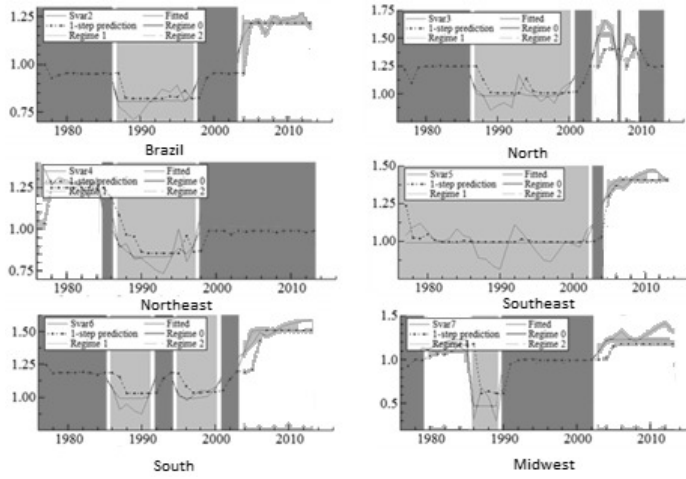 1.25
1.00
0.75
Svar2 Fitted
1-step prediction Regime 0
Regime 1 Regime 2
1980 1990 2000 2010
Brazil
1.75
1.50
1.25
1.00
Svar3 Fitted
1-step prediction Regime 0
Regime 1 Regime 2
1980 1990 2000 2010
North
1.25
1.00
0.75
Svar4 Fitted
1-step prediction Regime 0
Regime 1 Regime 2
1980 1990 2000 2010
Northeast
1.50
1.25
1.00
Svar5 Fitted
1-step prediction Regime 0
Regime 1 Regime 2
1980 1990 2000 2010
Southeast
1.50
1.25
1.00
Svar6 Fitted
1-step prediction Regime 0
Regime 1 Regime 2
1980 1990 2000 2010
South
1.5
1.0
0.5
Svar7 Fitted
1-step prediction Regime 0
Regime 1 Regime 2
1980 1990 2000 2010
Midwest